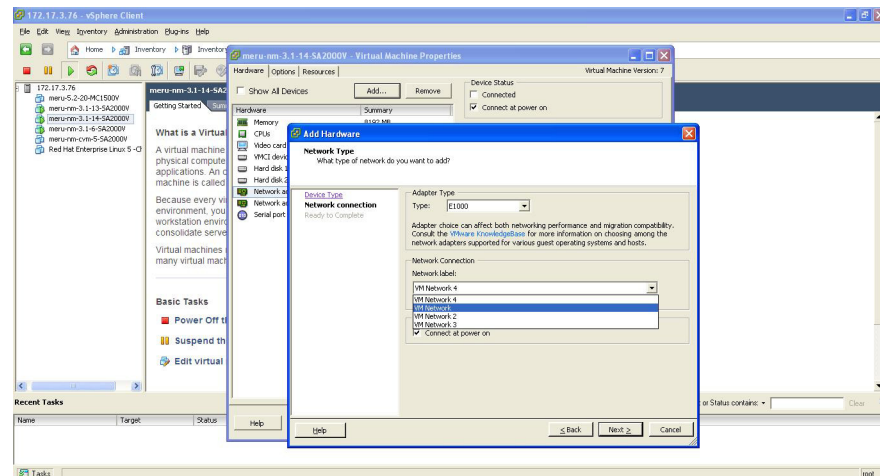 172.17.3.76 - vSphere Client
File Edit View Inventory Administration Plug-ins Help
Home Inventory Inventory
172.17.3.76
meru-5.2-20-MC1500V
meru-nm-3.1-13-SA2000V
meru-nm-3.1-14-SA2000V
meru-nm-3.1-6-SA2000V
meru-nm-cvm-5-SA2000V
Red Hat Enterprise Linux 5 -Cl
meru-nm-3.1-14-SA2
Getting Started Sum
What is a Virtual
A virtual machine
physical compute
applications. An o
machine is called
Because every vi
environment, you
workstation enviro
consolidate serve
Virtual machines
many virtual mach
Basic Tasks
Power Off t
Suspend th
Edit virtual
meru-nm-3.1-14-SA2000V - Virtual Machine Properties
Hardware Options Resources Virtual Machine Version: 7
Show All Devices Add... Remove
Hardware Summary
Memory 8192 MB
CPUs
Video card
VMCI devic
Hard disk 1
Hard disk 2
Network a
Network a
Serial port
Device Status
Connected
Connect at power on
Help
Add Hardware
Network Type
What type of network do you want to add?
Device Type
Network connection
Ready to Complete
Adapter Type
Type: E1000
Adapter choice can affect both networking performance and migration compatibility.
Consult the VMware KnowledgeBase for more information on choosing among the
network adapters supported for various guest operating systems and hosts.
Network Connection
Network label:
VM Network 4
VM Network 4
VM Network
VM Network 2
VM Network 3
Connect at power on
Help < Back Next > Cancel
Recent Tasks
or Status contains: Clear
Name Target Status
Tasks
root